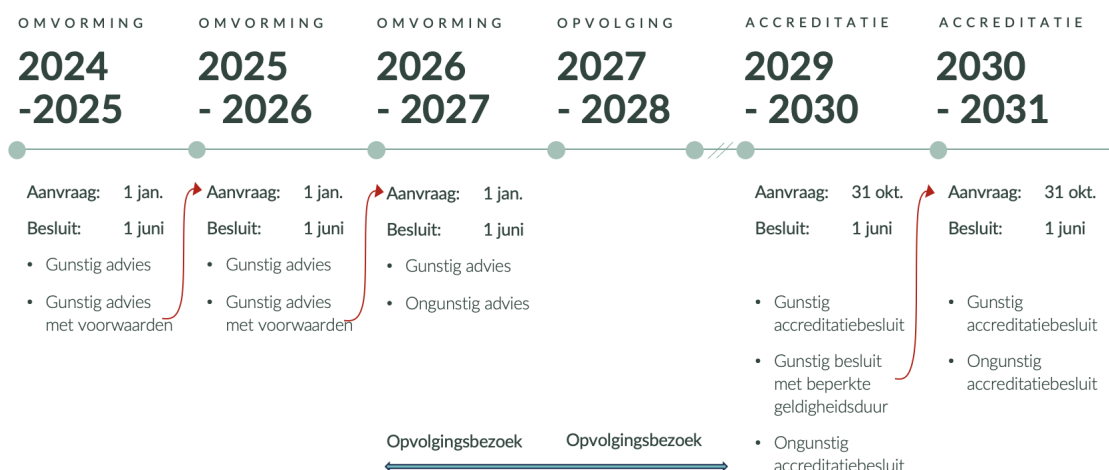 OMVORMING
2024
-2025
Aanvraag: 1 jan.
Besluit: 1 juni
• Gunstig advies
• Gunstig advies
met voorwaarden
OMVORMING
2025
- 2026
Aanvraag: 1 jan.
Besluit: 1 juni
• Gunstig advies
• Gunstig advies
met voorwaarden
OMVORMING
2026
- 2027
Aanvraag: 1 jan.
Besluit: 1 juni
• Gunstig advies
• Ongunstig advies
Opvolgingsbezoek
OPVOLGING
2027
- 2028
Opvolgingsbezoek
ACCREDITATIE
2029
- 2030
Aanvraag: 31 okt.
Besluit: 1 juni
• Gunstig
accreditatiebesluit
• Gunstig besluit
met beperkte
geldigheidsduur
• Ongunstig
accreditatiebesluit
ACCREDITATIE
2030
- 2031
Aanvraag: 31 okt.
Besluit: 1 juni
• Gunstig
accreditatiebesluit
• Ongunstig
accreditatiebesluit